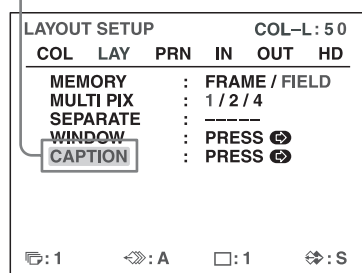 LAYOUT SETUP COL–L:50
COL LAY PRN IN OUT HD
MEMORY : FRAME / FIELD
MULTI PIX : 1 / 2 / 4
SEPARATE : –––––
WINDOW : PRESS
CAPTION : PRESS
:1 :A :1 :S